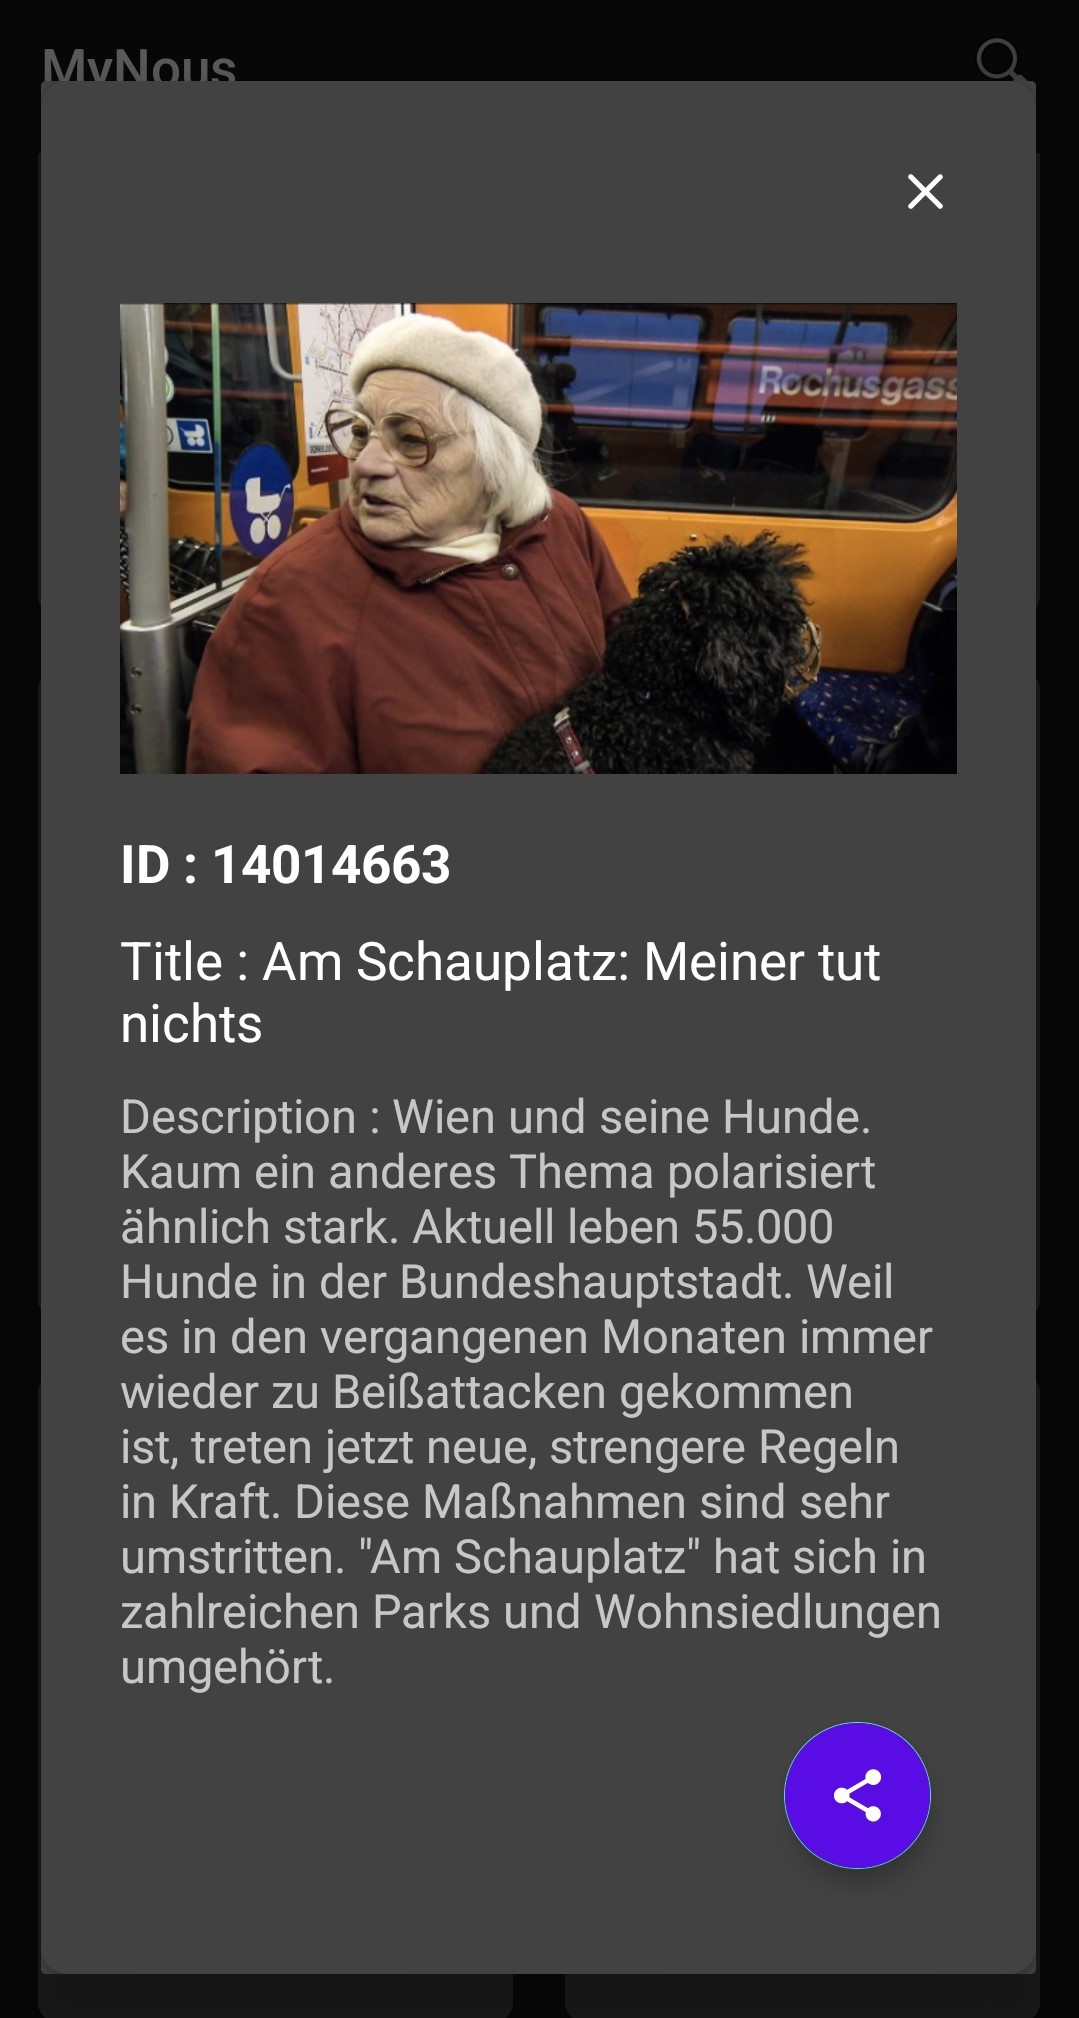 MyNous
Rochusgass
ID : 14014663
Title : Am Schauplatz: Meiner tut
nichts
Description : Wien und seine Hunde.
Kaum ein anderes Thema polarisiert
ähnlich stark. Aktuell leben 55.000
Hunde in der Bundeshauptstadt. Weil
es in den vergangenen Monaten immer
wieder zu Beißattacken gekommen
ist, treten jetzt neue, strengere Regeln
in Kraft. Diese Maßnahmen sind sehr
umstritten. "Am Schauplatz" hat sich in
zahlreichen Parks und Wohnsiedlungen
umgehört.